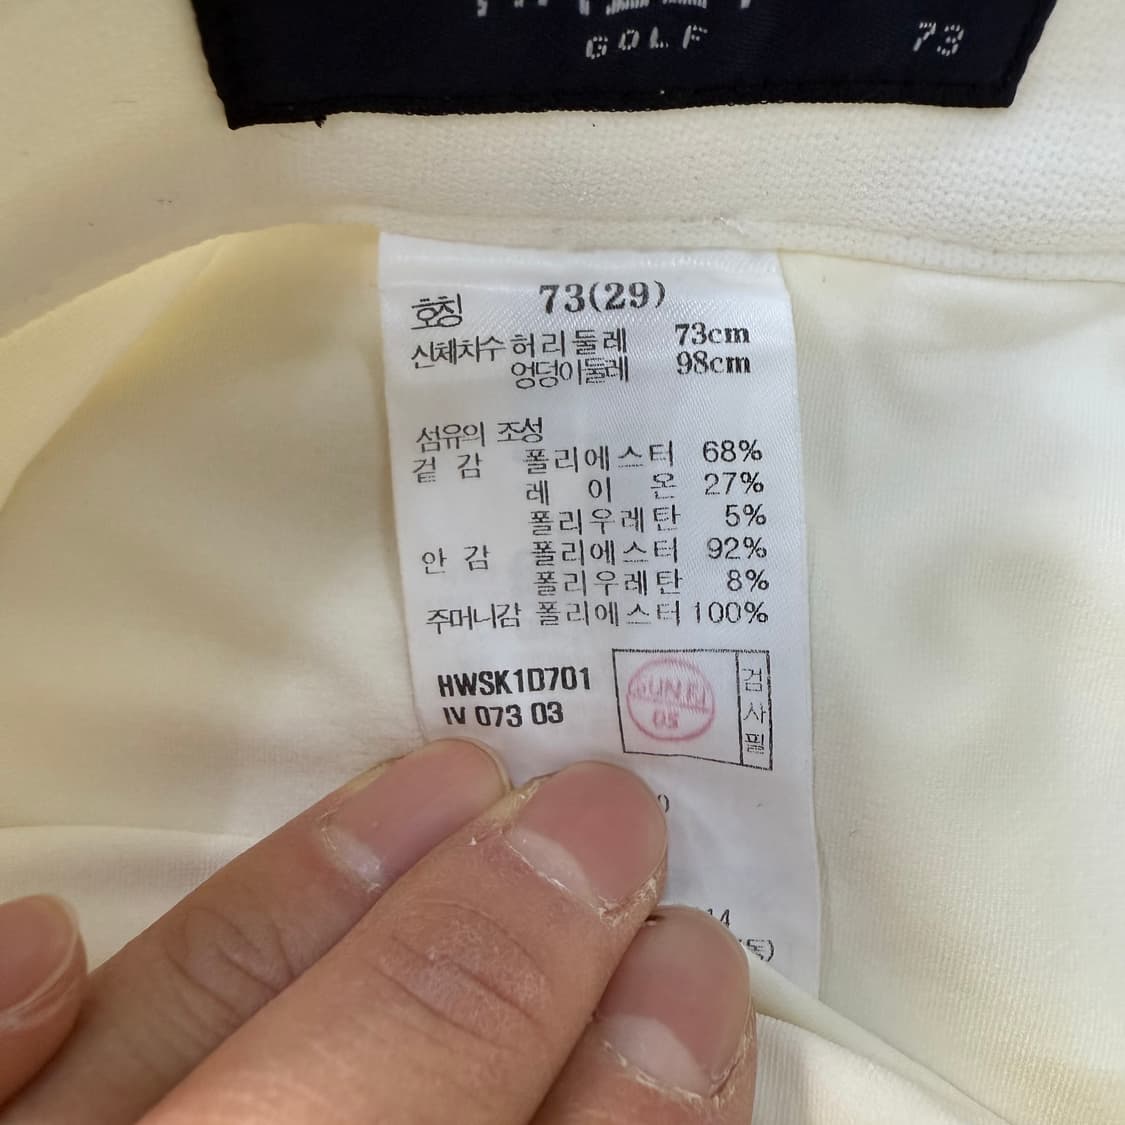 GOLF 73
호칭 73(29)
신체치수 허리둘레 73cm
엉덩이둘레 98cm
섬유의 조성
겉감 폴리에스터 68%
레이온 27%
폴리우레탄 5%
안감 폴리에스터 92%
폴리우레탄 8%
주머니감 폴리에스터 100%
HWSK1D701
IV 073 03
05
검사필
14